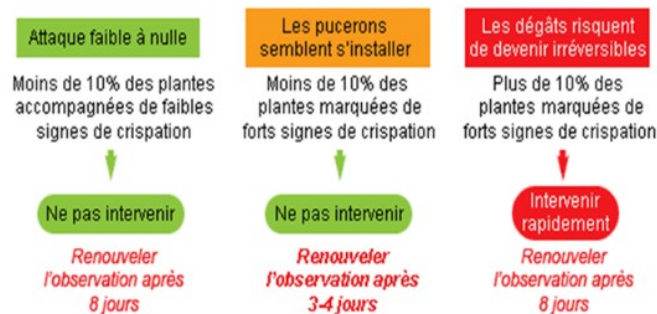 Attaque faible à nulle
Moins de 10% des plantes
accompagnées de faibles
signes de crispation
Ne pas intervenir
Renouveler
l'observation après
8 jours
Les pucerons
semblent s'installer
Moins de 10% des
plantes marquées de
forts signes de crispation
Ne pas intervenir
Renouveler
l'observation après
3-4 jours
Les dégâts risquent
de devenir irréversibles
Plus de 10% des
plantes marquées de
forts signes de crispation
Intervenir
rapidement
Renouveler
l'observation après
8 jours